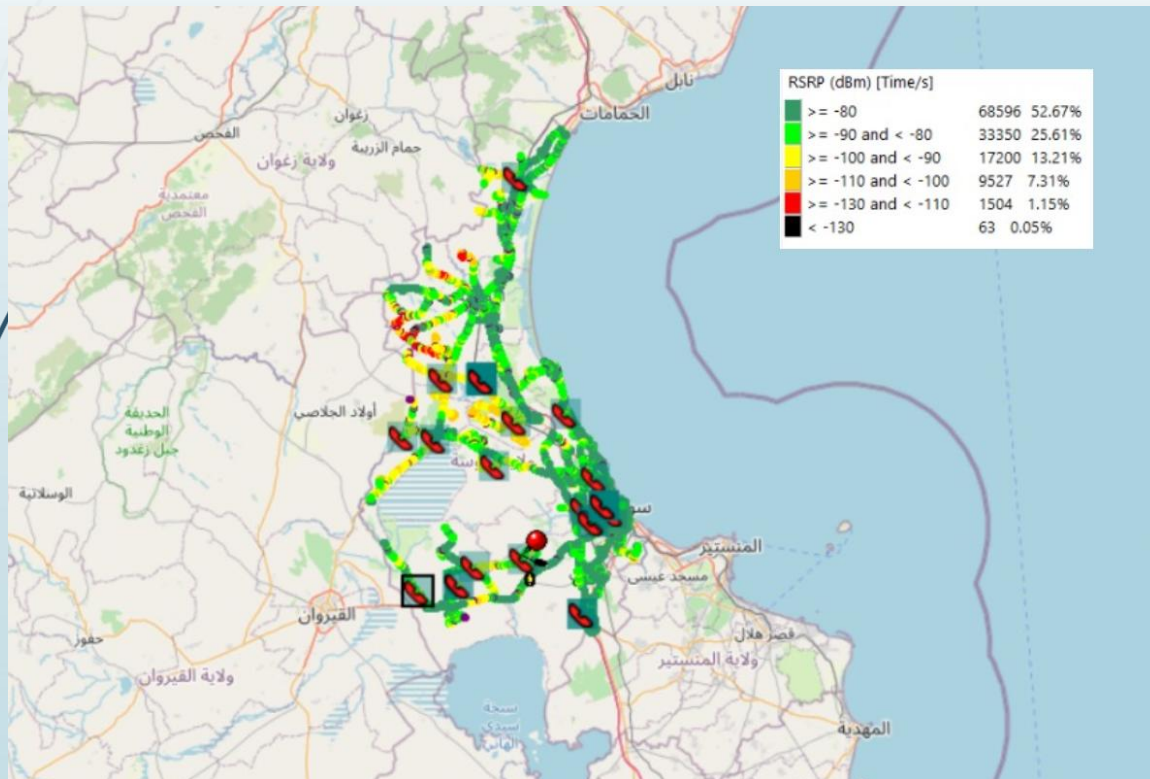 RSRP (dBm) [Time/s]
>= -80 68596 52.67%
>= -90 and < -80 33350 25.61%
>= -100 and < -90 17200 13.21%
>= -110 and < -100 9527 7.31%
>= -130 and < -110 1504 1.15%
< -130 63 0.05%
نابل
الحمامات
زغوان
الفحص
حمام الزريبة
ولاية زغوان
معتمدية
الفحص
أولاد الجلاصي
الحديقة
الوطنية
جبل زغدود
الوسلاتية
سو
المنستير
مسجد عيسى
القيروان
قصر هلال
حفوز
ولاية المنستير
ولاية القيروان
سبخة
سيدي
الهاني
المهدية